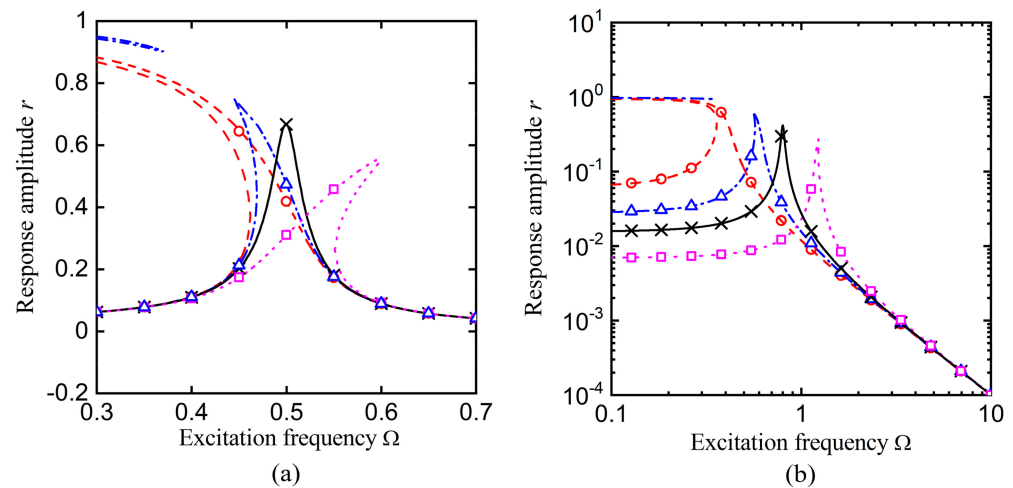 1
0.8
0.6
0.4
0.2
0
-0.2
0.3 0.4 0.5 0.6 0.7
Response amplitude r
Excitation frequency Ω
(a)
10^1
10^0
10^-1
10^-2
10^-3
10^-4
0.1 1 10
Response amplitude r
Excitation frequency Ω
(b)